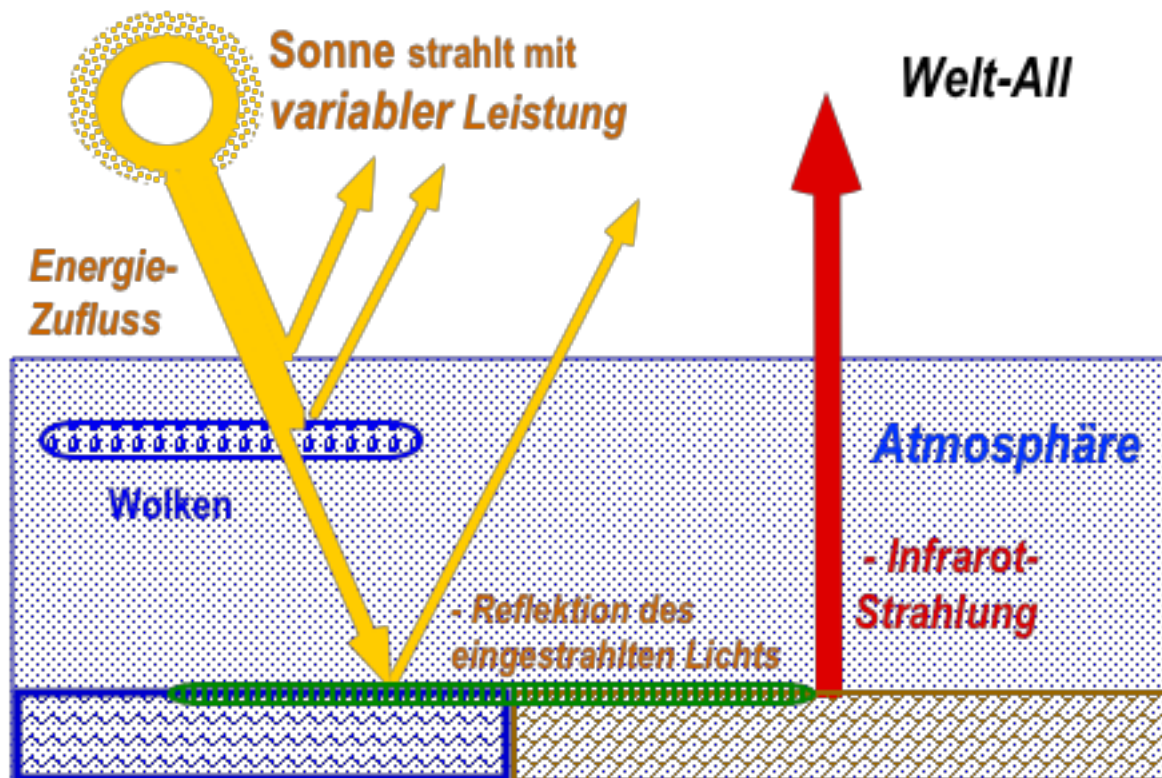 Sonne strahlt mit
variabler Leistung
Welt-All
Energie-
Zufluss
Wolken
Atmosphäre
- Infrarot-
Strahlung
- Reflektion des
eingestrahlten Lichts